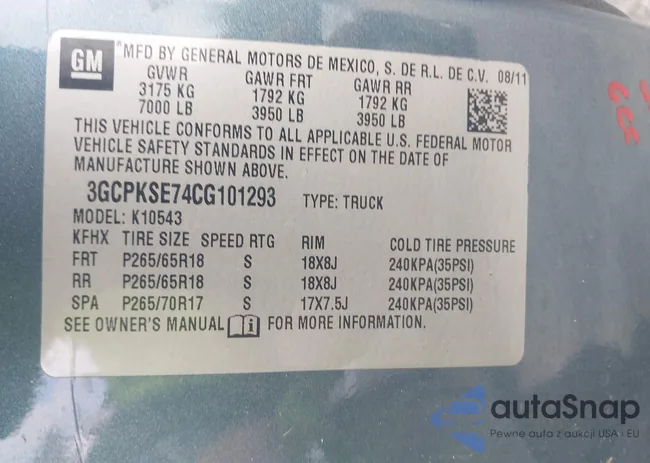 GM
*MFD BY GENERAL MOTORS DE MEXICO, S. DE R.L. DE C.V. 08/11
GVWR GAWR FRT GAWR RR
3175 KG 1792 KG 1792 KG
7000 LB 3950 LB 3950 LB
THIS VEHICLE CONFORMS TO ALL APPLICABLE U.S. FEDERAL MOTOR
VEHICLE SAFETY STANDARDS IN EFFECT ON THE DATE OF
MANUFACTURE SHOWN ABOVE.
3GCPKSE74CG101293 TYPE: TRUCK
MODEL: K10543
KFHX TIRE SIZE SPEED RTG RIM COLD TIRE PRESSURE
FRT P265/65R18 S 18X8J 240KPA(35PSI)
RR P265/65R18 S 18X8J 240KPA(35PSI)
SPA P265/70R17 S 17X7.5J 240KPA(35PSI)
SEE OWNER'S MANUAL FOR MORE INFORMATION.
autaSnap
Pewne auta z aukcji USA i EU